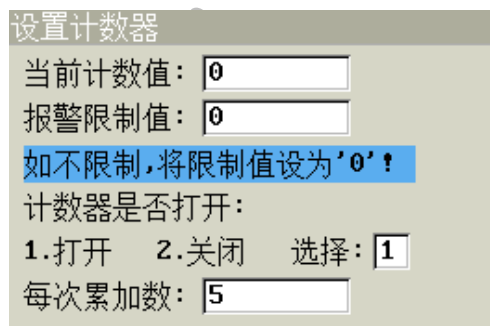 设置计数器
当前计数值: 0
报警限制值: 0
如不限制,将限制值设为'0'!
计数器是否打开:
1.打开 2.关闭 选择: 1
每次累加数: 5